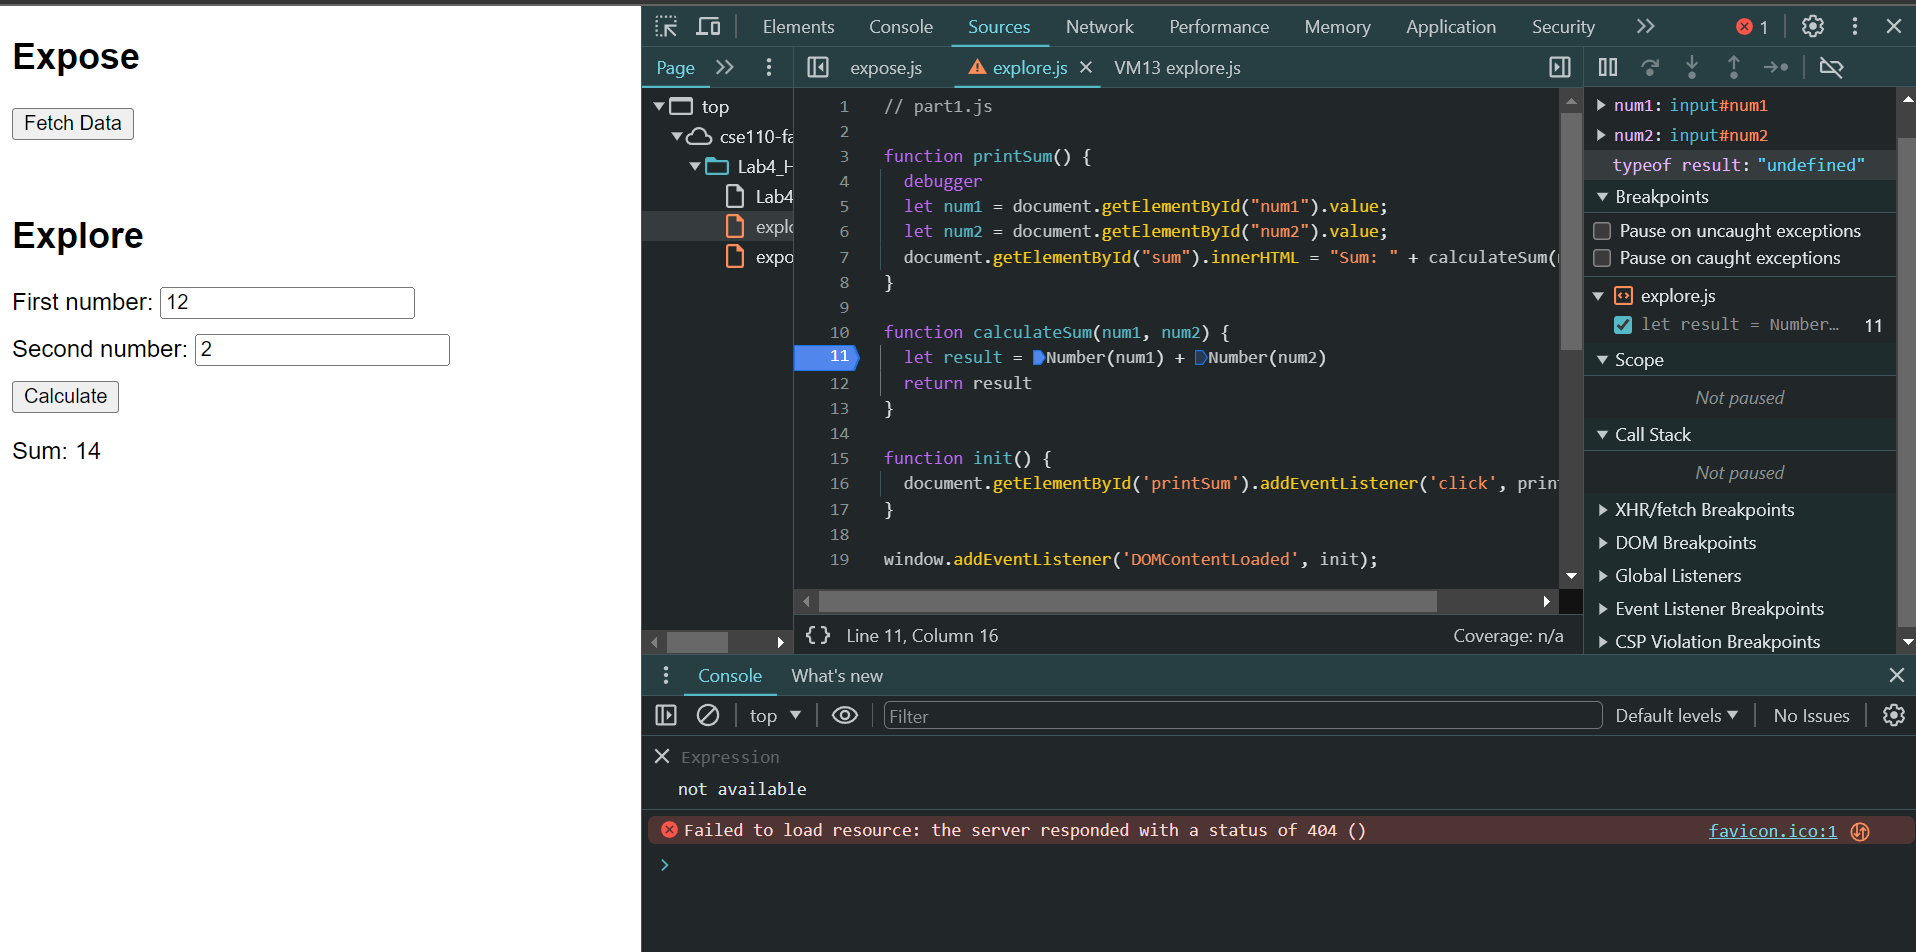 Expose
Fetch Data
Explore
First number: 12
Second number: 2
Calculate
Sum: 14
Elements Console Sources Network Performance Memory Application Security 1
Page
top
cse110-fa
Lab4_H
Lab4
explo
expo
expose.js explore.js VM13 explore.js
1 // part1.js
2
3 function printSum() {
4 debugger
5 let num1 = document.getElementById("num1").value;
6 let num2 = document.getElementById("num2").value;
7 document.getElementById("sum").innerHTML = "Sum: " + calculateSum(
8 }
9
10 function calculateSum(num1, num2) {
11 let result = Number(num1) + Number(num2)
12 return result
13 }
14
15 function init() {
16 document.getElementById('printSum').addEventListener('click', prin
17 }
18
19 window.addEventListener('DOMContentLoaded', init);
{} Line 11, Column 16 Coverage: n/a
num1: input#num1
num2: input#num2
typeof result: "undefined"
Breakpoints
Pause on uncaught exceptions
Pause on caught exceptions
explore.js
let result = Number… 11
Scope
Not paused
Call Stack
Not paused
XHR/fetch Breakpoints
DOM Breakpoints
Global Listeners
Event Listener Breakpoints
CSP Violation Breakpoints
Console What's new
top Filter Default levels No Issues
Expression
not available
Failed to load resource: the server responded with a status of 404 () favicon.ico:1